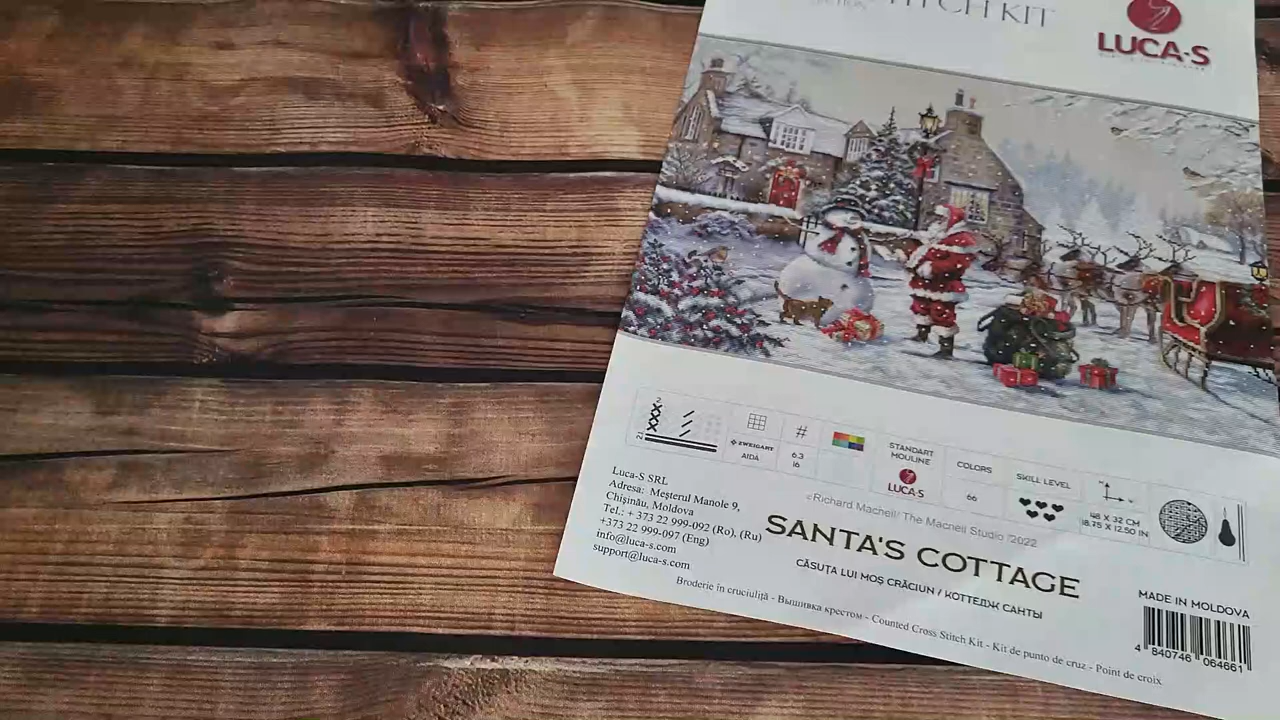 KIT
LUCA-S
ZWEIGART
AIDA
#
6.3
16
STANDART
MOULINE
LUCA-S
COLORS
66
SKILL LEVEL
48 X 32 CM
18.75 X 12.50 IN
Luca-S SRL
Adresa: Meșterul Manole 9,
Chișinău, Moldova
Tel.: + 373 22 999-092 (Ro), (Ru)
+373 22 999-097 (Eng)
info@luca-s.com
support@luca-s.com
©Richard Macneil/ The Macneil Studio 2022
SANTA'S COTTAGE
CĂSUȚA LUI MOȘ CRĂCIUN / КОТТЕДЖ САНТЫ
Broderie în cruciuliță - Вышивка крестом - Counted Cross Stitch Kit - Kit de punto de cruz - Point de croix
MADE IN MOLDOVA
4 840746 064661